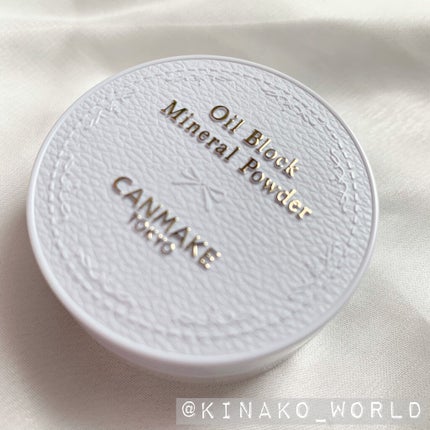 Oil Block
Mineral Powder
CANMAKE
TOKYO
@KINAKO_WORLD